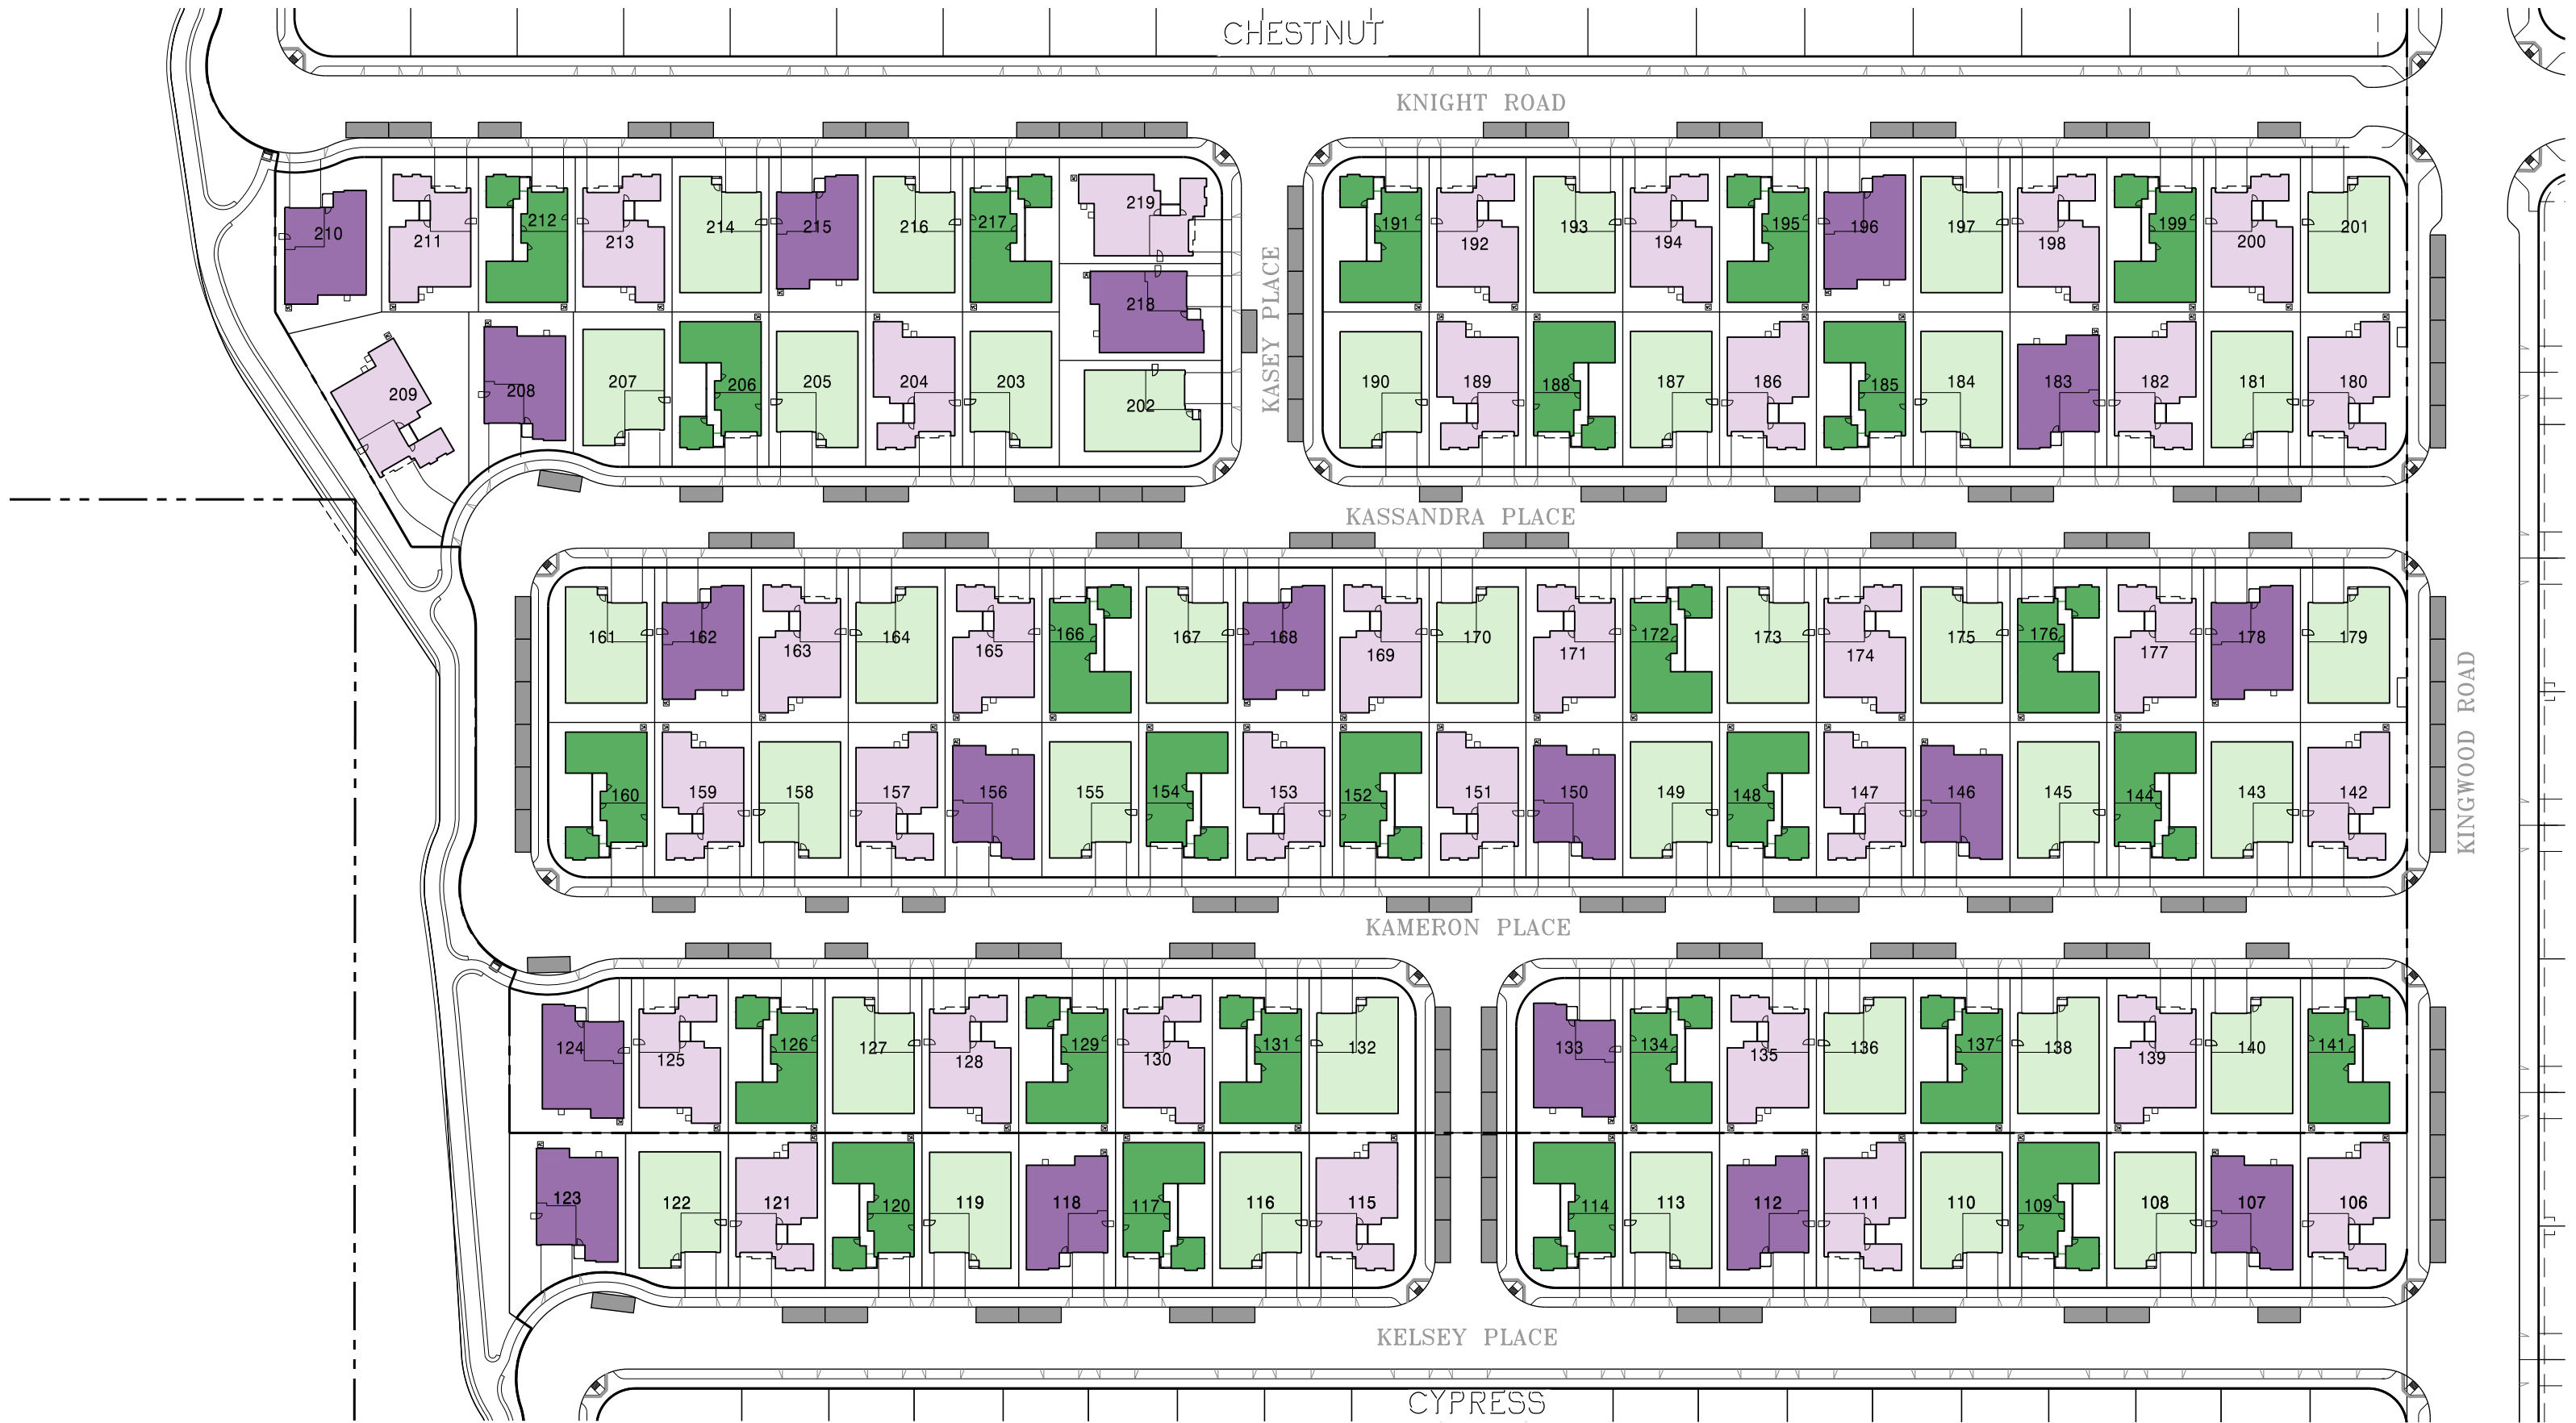 CHESTNUT
KNIGHT ROAD
210 211 212 213 214 215 216 217 219
191 192 193 194 195 196 197 198 199 200 201
218
KASEY PLACE
209 208 207 206 205 204 203 202
190 189 188 187 186 185 184 183 182 181 180
KASSANDRA PLACE
161 162 163 164 165 166 167 168 169 170 171 172 173 174 175 176 177 178 179
KINGWOOD ROAD
160 159 158 157 156 155 154 153 152 151 150 149 148 147 146 145 144 143 142
KAMERON PLACE
124 125 126 127 128 129 130 131 132
133 134 135 136 137 138 139 140 141
123 122 121 120 119 118 117 116 115
114 113 112 111 110 109 108 107 106
KELSEY PLACE
CYPRESS